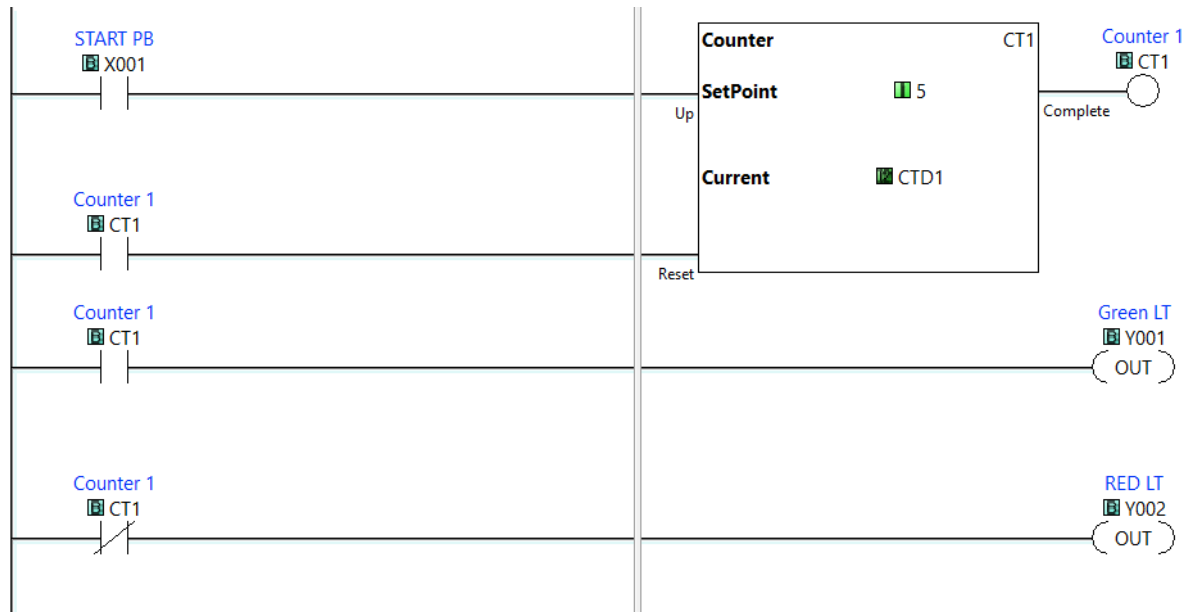 START PB
B X001
Counter CT1
Counter 1
B CT1
SetPoint 5
Up
Complete
Current CTD1
Counter 1
B CT1
Reset
Counter 1
B CT1
Green LT
B Y001
OUT
Counter 1
B CT1
RED LT
B Y002
OUT